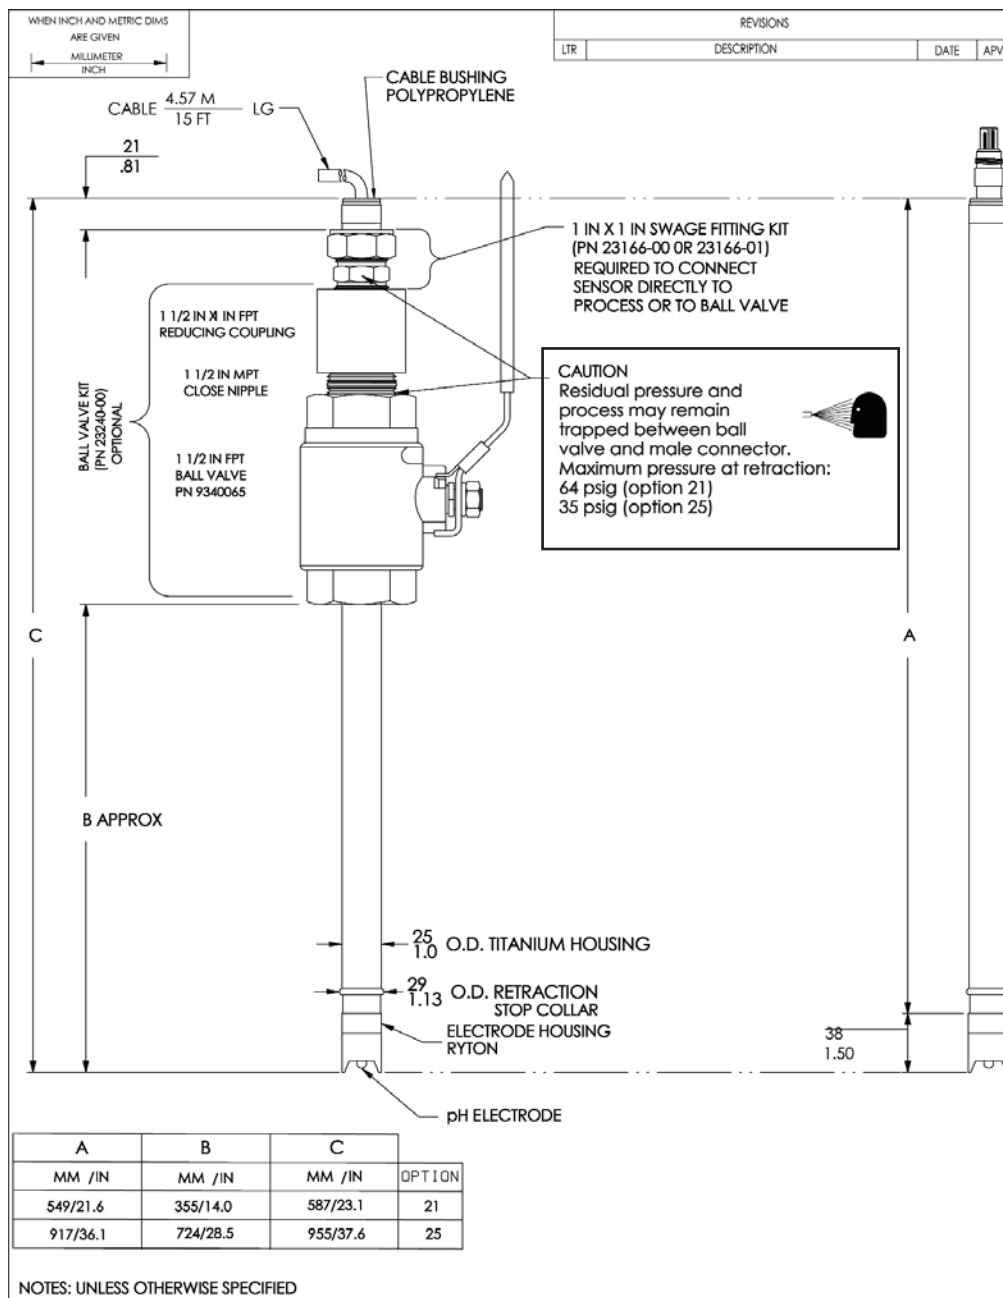 WHEN INCH AND METRIC DIMS
ARE GIVEN
MILLIMETER
INCH
REVISIONS
LTR DESCRIPTION DATE APV
CABLE BUSHING
POLYPROPYLENE
CABLE 4.57 M LG
15 FT
21
.81
1 IN X 1 IN SWAGE FITTING KIT
(PN 23166-00 0R 23166-01)
REQUIRED TO CONNECT
SENSOR DIRECTLY TO
PROCESS OR TO BALL VALVE
1 1/2 IN X 1 IN FPT
REDUCING COUPLING
1 1/2 IN MPT
CLOSE NIPPLE
BALL VALVE KIT
(PN 23240-00)
OPTIONAL
1 1/2 IN FPT
BALL VALVE
PN 9340065
CAUTION
Residual pressure and
process may remain
trapped between ball
valve and male connector.
Maximum pressure at retraction:
64 psig (option 21)
35 psig (option 25)
C
A
B APPROX
25
1.0 O.D. TITANIUM HOUSING
29
1.13 O.D. RETRACTION
STOP COLLAR
ELECTRODE HOUSING
RYTON
38
1.50
pH ELECTRODE
A B C
MM /IN MM /IN MM /IN OPTION
549/21.6 355/14.0 587/23.1 21
917/36.1 724/28.5 955/37.6 25
NOTES: UNLESS OTHERWISE SPECIFIED